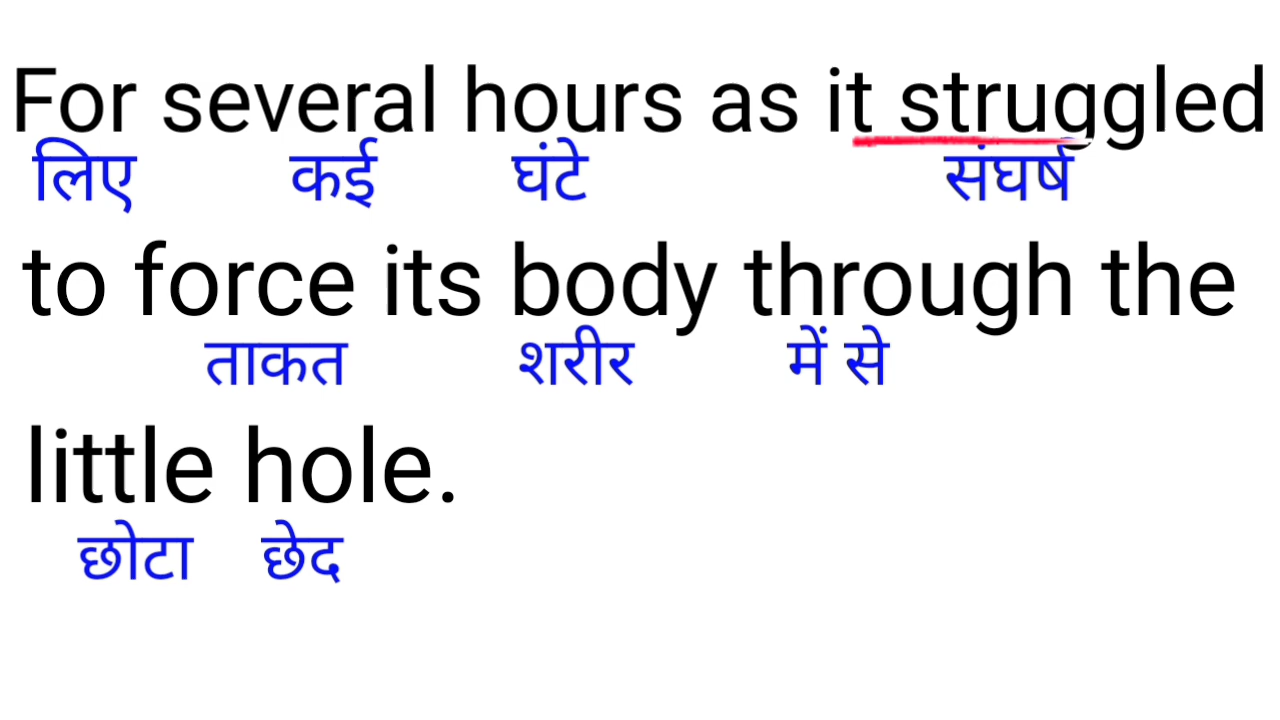 For several hours as it struggled
लिए कई घंटे संघर्ष
to force its body through the
ताकत शरीर में से
little hole.
छोटा छेद